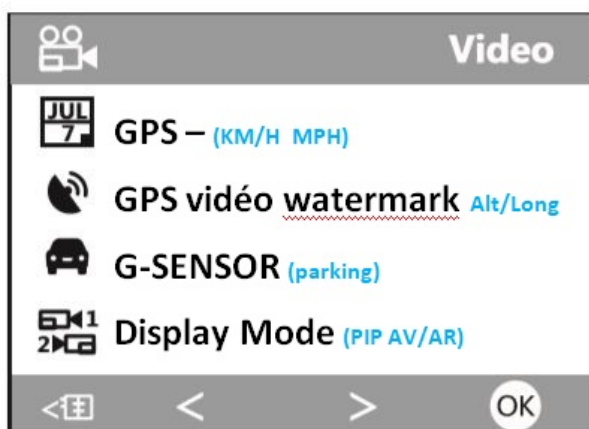 Video
JUL
7
GPS – (KM/H MPH)
GPS vidéo watermark Alt/Long
G-SENSOR (parking)
1
2
Display Mode (PIP AV/AR)
< > OK